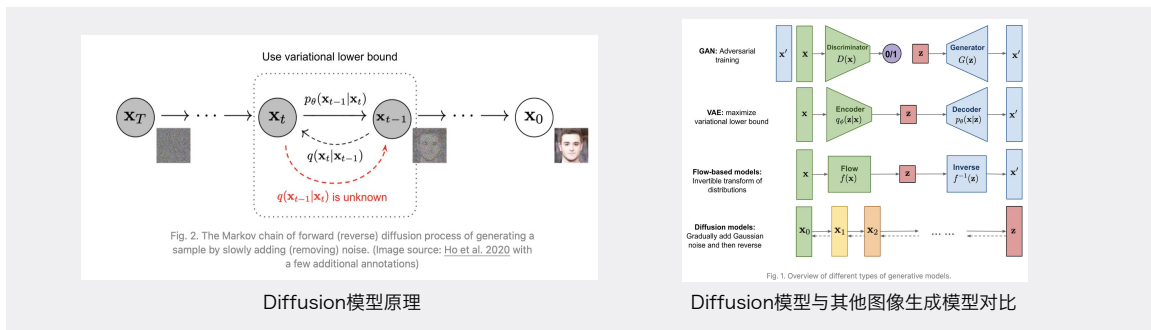 Use variational lower bound
x_T → ··· → x_t p_θ(x_{t-1}|x_t) x_{t-1} → ··· → x_0
q(x_t|x_{t-1})
q(x_{t-1}|x_t) is unknown
Fig. 2. The Markov chain of forward (reverse) diffusion process of generating a
sample by slowly adding (removing) noise. (Image source: Ho et al. 2020 with
a few additional annotations)
Diffusion模型原理
GAN: Adversarial
training
x′
x
Discriminator
D(x)
0/1
z
Generator
G(z)
x′
VAE: maximize
variational lower bound
x
Encoder
q_ϕ(z|x)
z
Decoder
p_θ(x|z)
x′
Flow-based models:
Invertible transform of
distributions
x
Flow
f(x)
z
Inverse
f⁻¹(z)
x′
Diffusion models:
Gradually add Gaussian
noise and then reverse
x_0
x_1
x_2
... ...
z
Fig. 1. Overview of different types of generative models.
Diffusion模型与其他图像生成模型对比